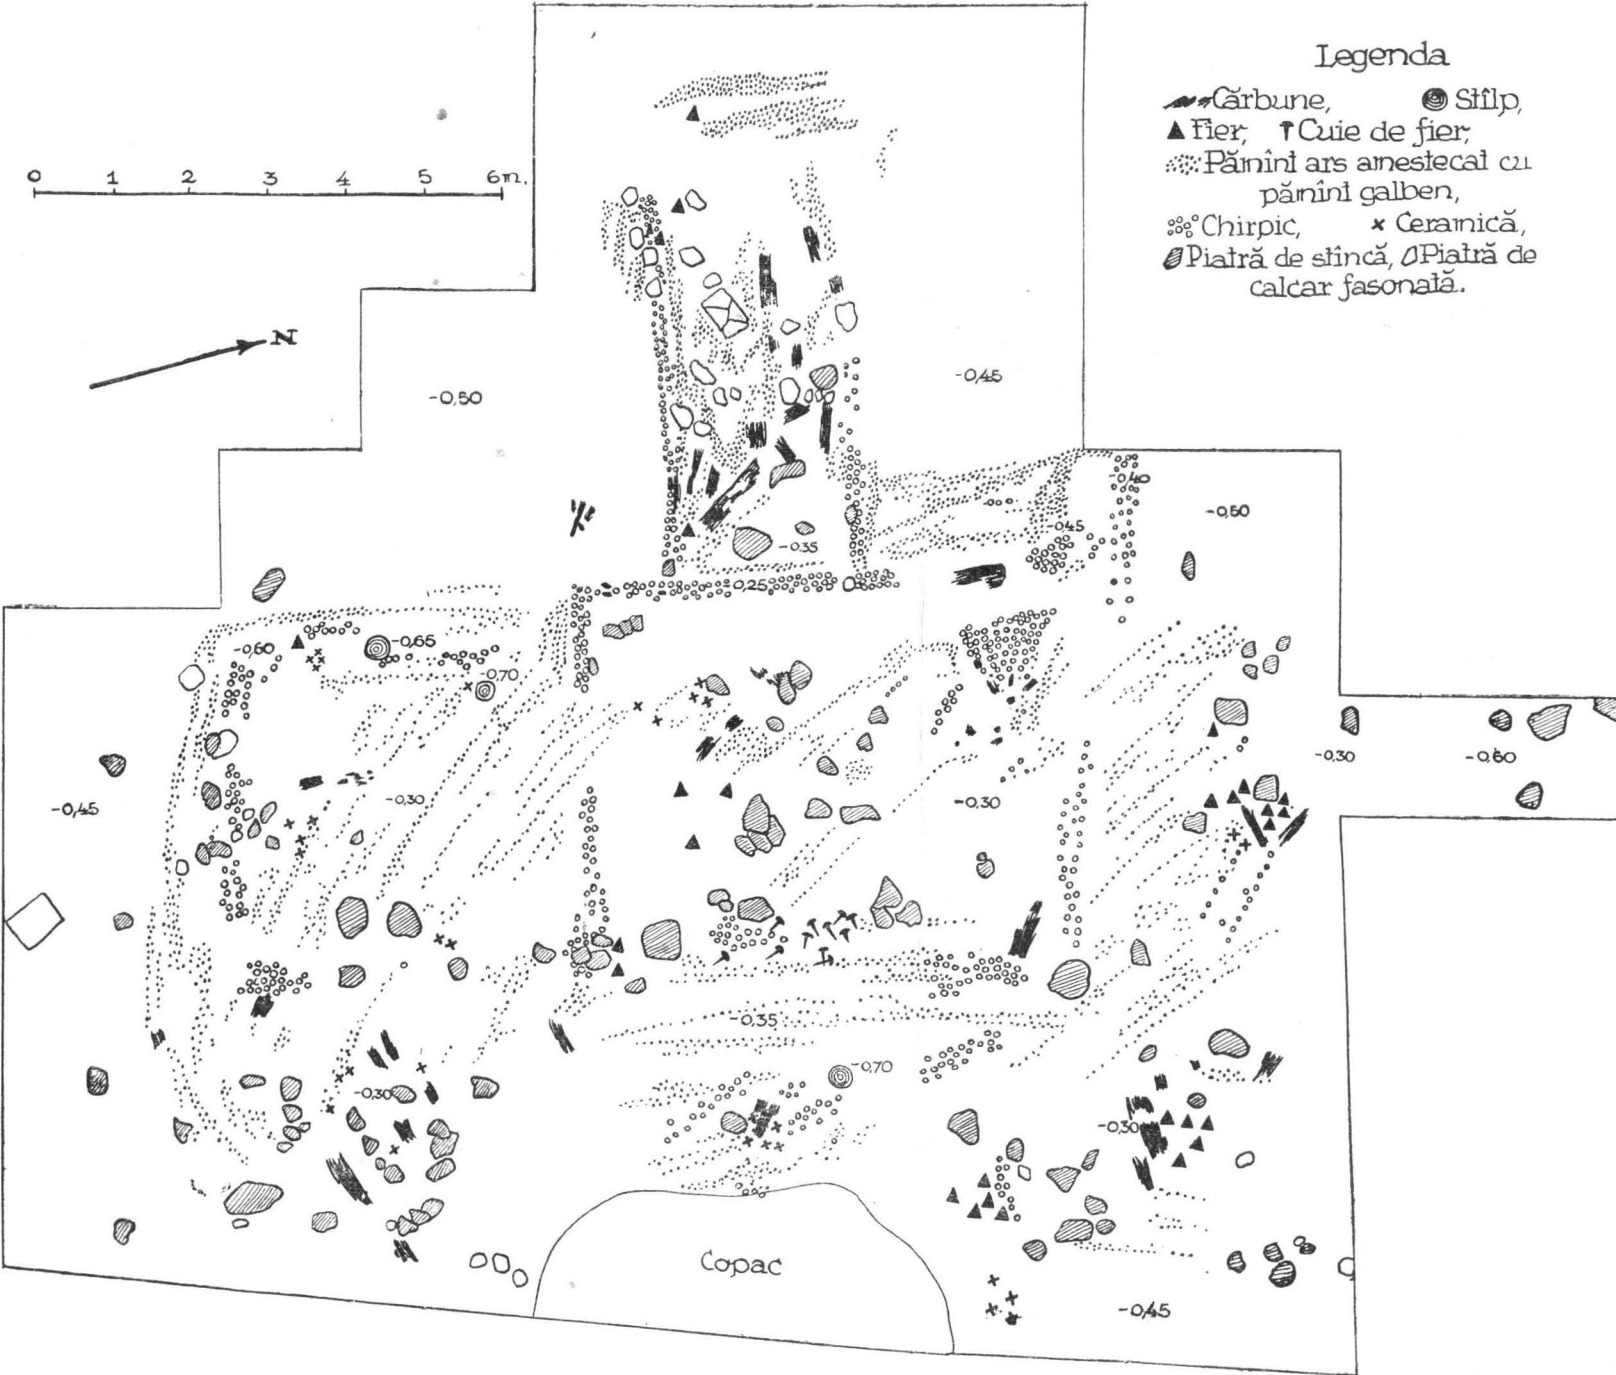 Legenda
Cărbune, Stîlp,
Fier, Cuie de fier,
Pămînt ars amestecat cu
pămînt galben,
Chirpic, Ceramică,
Piatră de stîncă, Piatră de
calcar fasonată.
0 1 2 3 4 5 6m.
N
-0,50
-0,45
-0,40
-0,50
-0,45
-0,35
0,25
-0,60
-0,65
-0,70
-0,30
-0,60
-0,45
-0,30
-0,30
-0,35
-0,70
-0,30
-0,30
Copac
-0,45